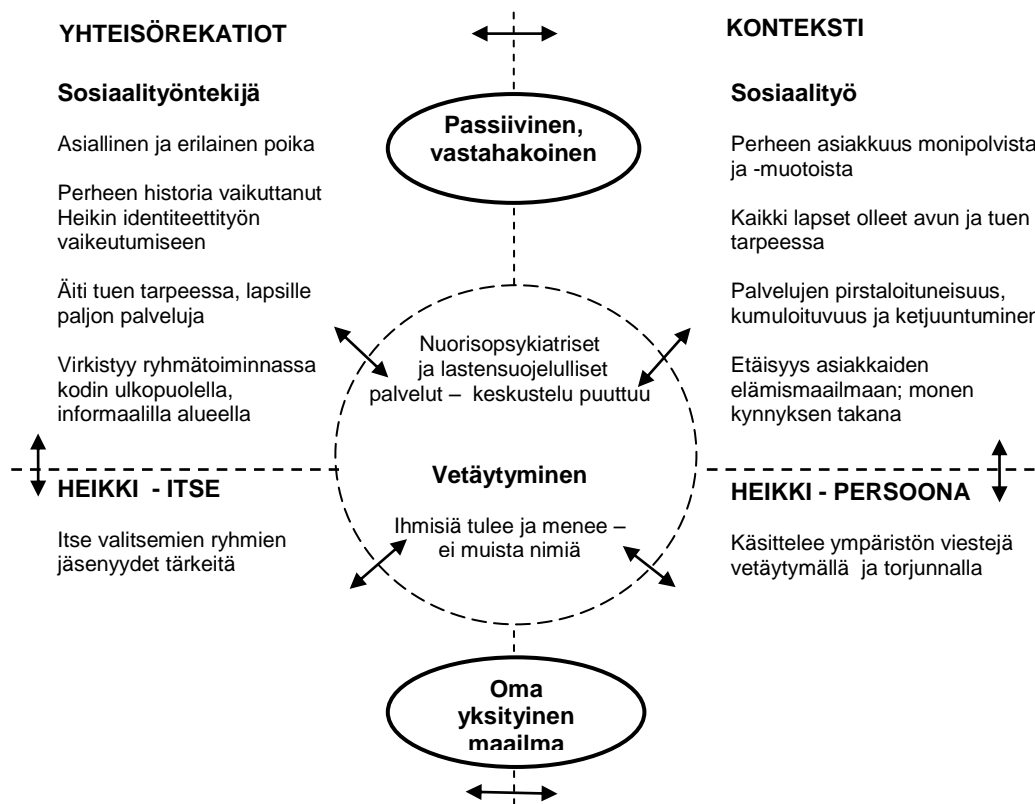 YHTEISÖREKATIOT
Sosiaalityöntekijä
Asiallinen ja erilainen poika
Perheen historia vaikuttanut
Heikin identiteettityön
vaikeutumiseen
Äiti tuen tarpeessa, lapsille
paljon palveluja
Virkistyy ryhmätoiminnassa
kodin ulkopuolella,
informaalilla alueella
Passiivinen,
vastahakoinen
KONTEKSTI
Sosiaalityö
Perheen asiakkuus monipolvista
ja -muotoista
Kaikki lapset olleet avun ja tuen
tarpeessa
Palvelujen pirstaloituneisuus,
kumuloituvuus ja ketjuuntuminen
Etäisyys asiakkaiden
elämismaailmaan; monen
kynnyksen takana
Nuorisopsykiatriset
ja lastensuojelulliset
palvelut – keskustelu puuttuu
Vetäytyminen
Ihmisiä tulee ja menee –
ei muista nimiä
HEIKKI - ITSE
Itse valitsemien ryhmien
jäsenyydet tärkeitä
HEIKKI - PERSOONA
Käsittelee ympäristön viestejä
vetäytymällä ja torjunnalla
Oma
yksityinen
maailma